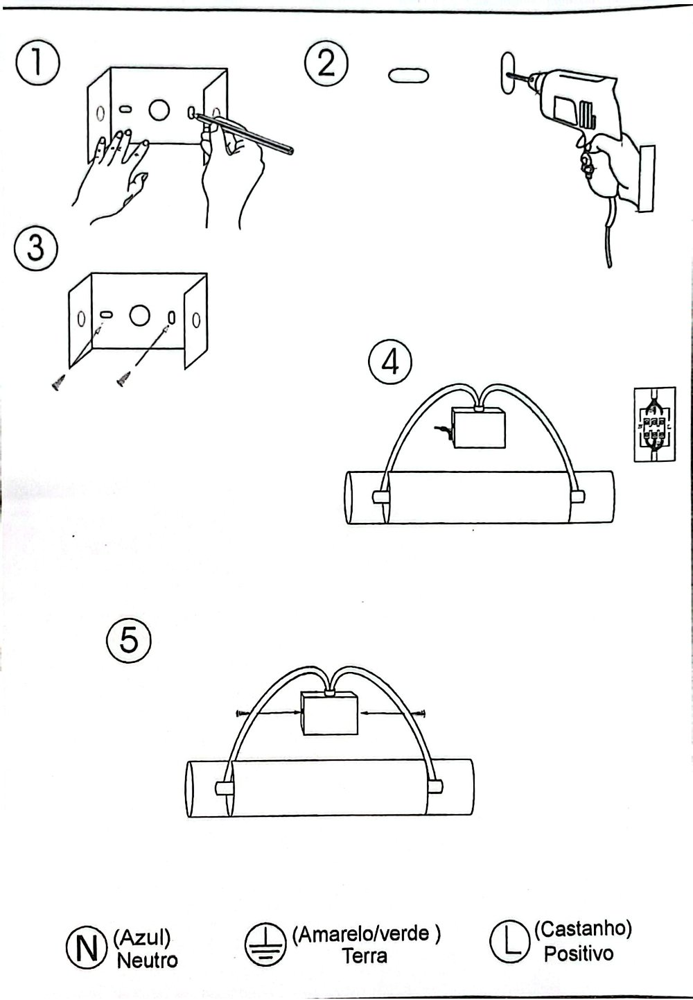 1
2
3
4
5
N (Azul)
Neutro
(Amarelo/verde )
Terra
L (Castanho)
Positivo